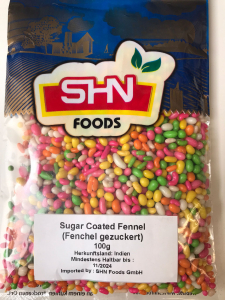 SHN
FOODS
Sugar Coated Fennel
(Fenchel gezuckert)
100g
Herkunftsland: Indien
Mindestens Haltbar bis :
11/2024
Imported by : SHN Foods GmbH